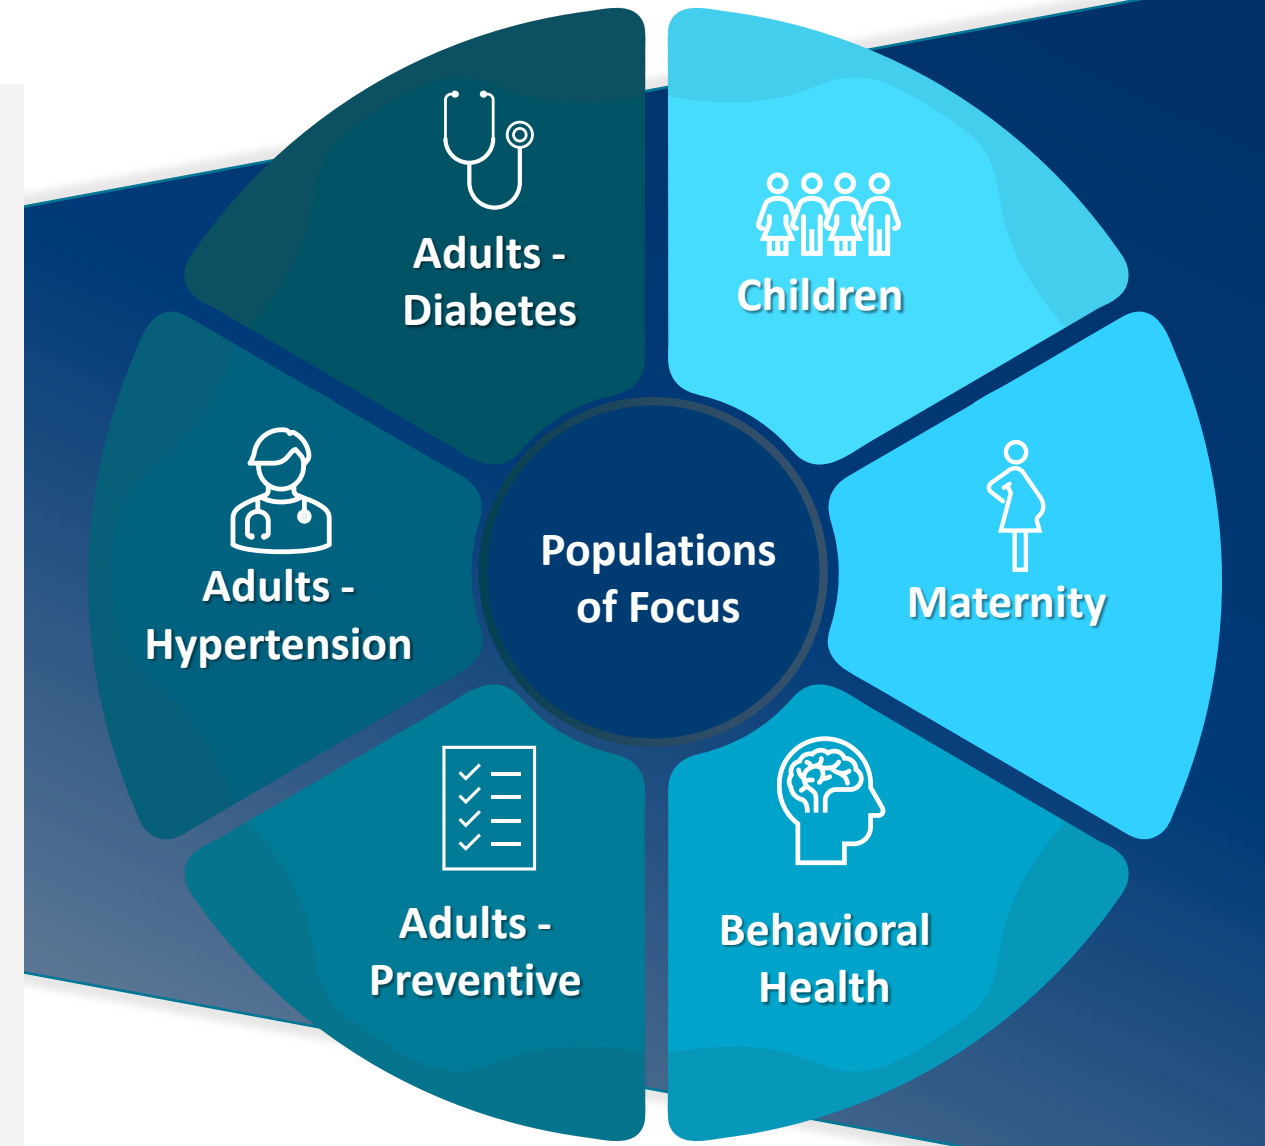 Adults -
Diabetes
Children
Adults -
Hypertension
Populations
of Focus
Maternity
Adults -
Preventive
Behavioral
Health